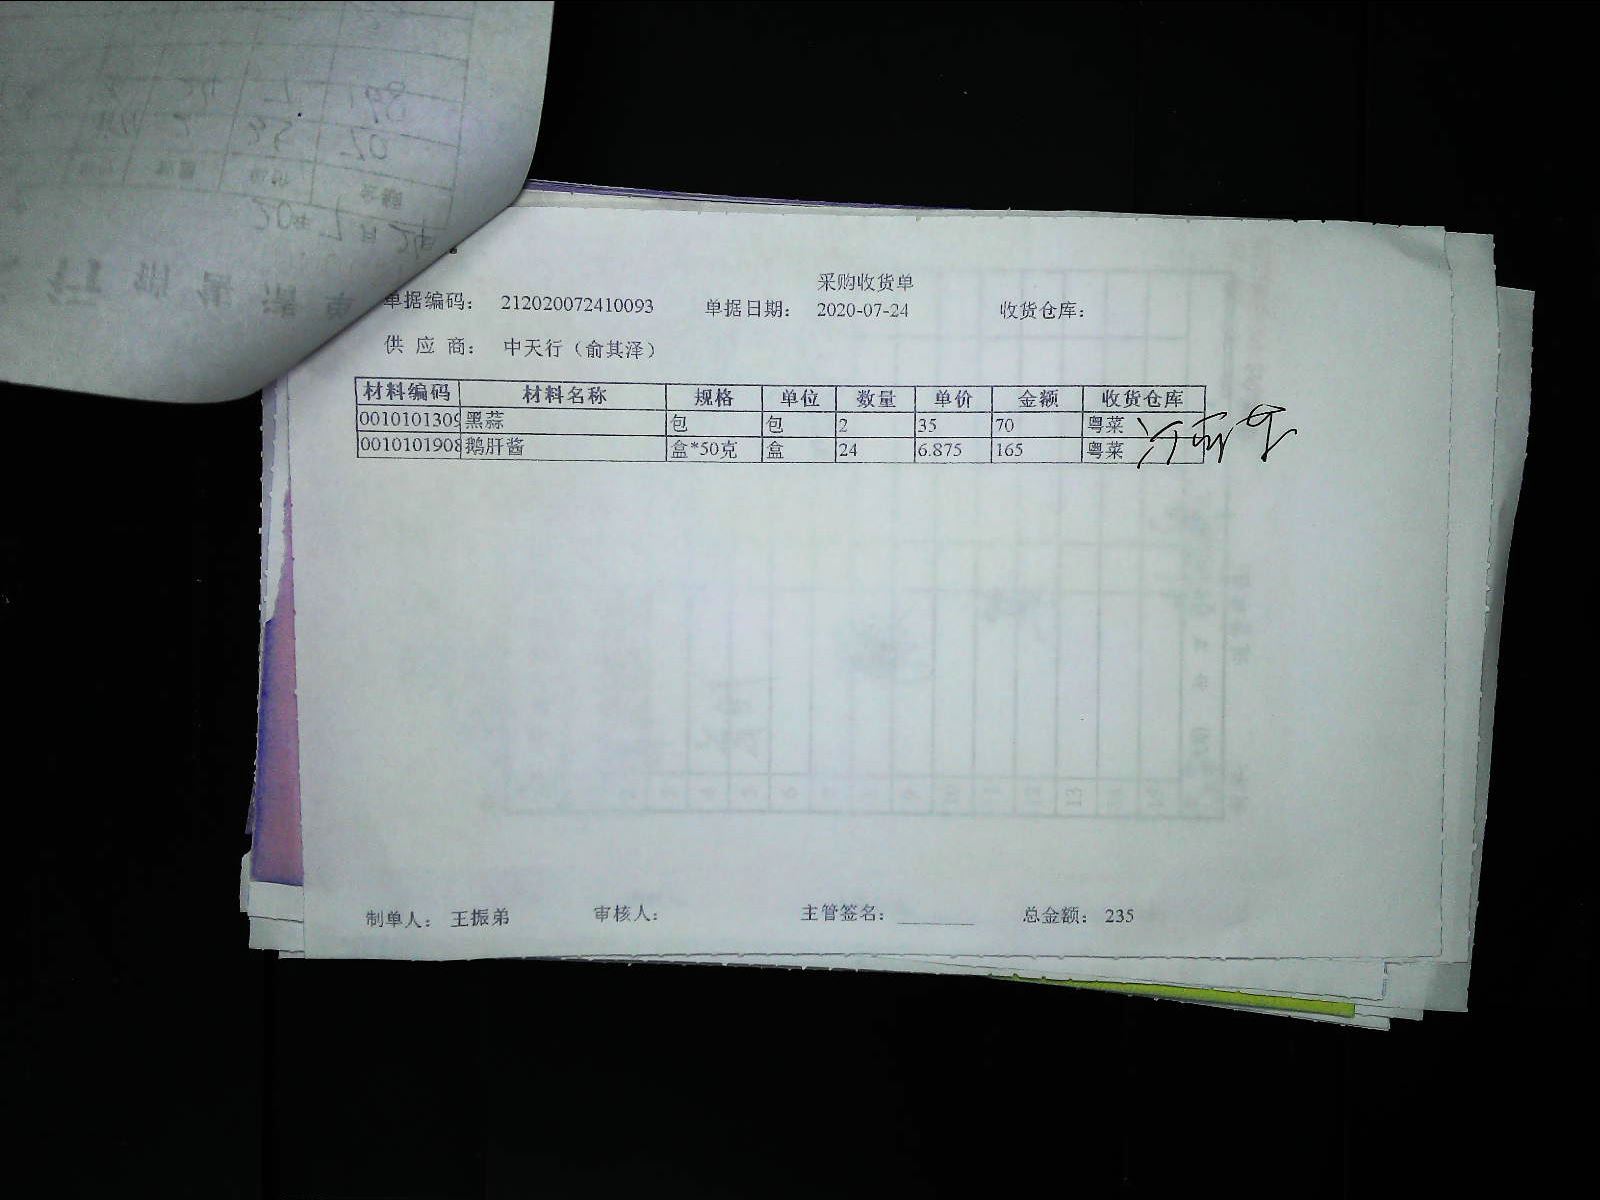 采购收货单
单据编码： 212020072410093 单据日期： 2020-07-24 收货仓库：
供 应 商： 中天行（俞其泽）
材料编码 材料名称 规格 单位 数量 单价 金额 收货仓库
0010101309 黑蒜 包 包 2 35 70 粤菜
0010101908 鹅肝酱 盒*50克 盒 24 6.875 165 粤菜
制单人： 王振弟 审核人： 主管签名： 总金额： 235